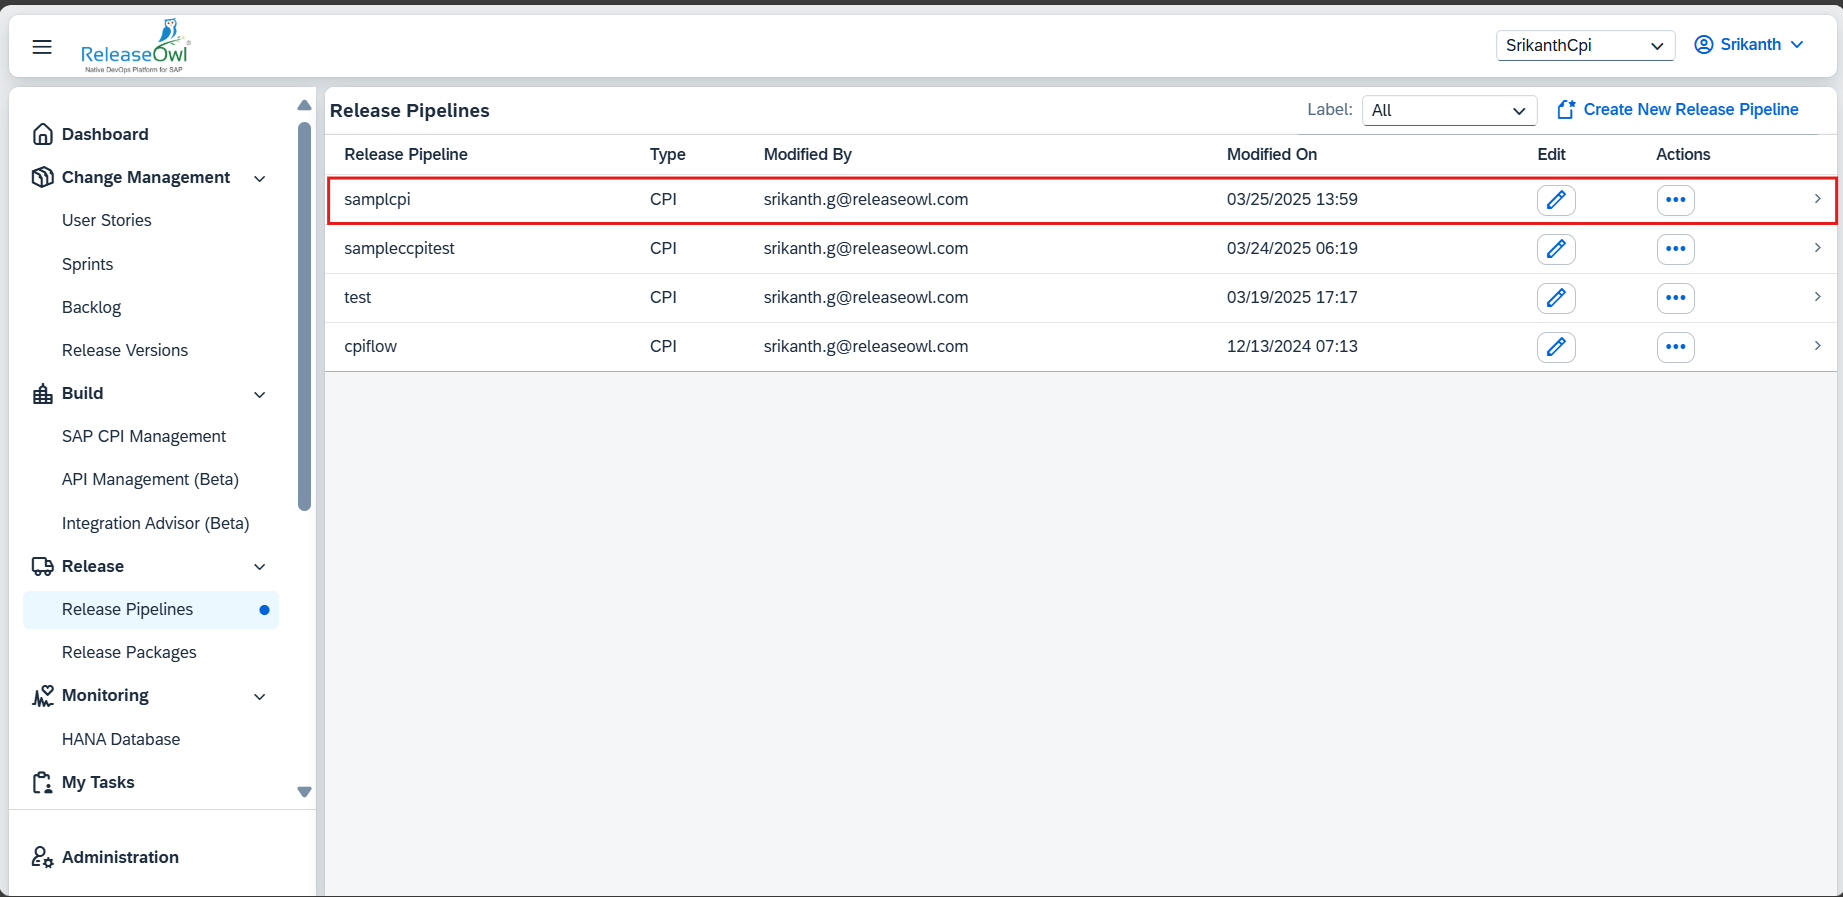 ReleaseOwl
Native DevOps Platform for SAP
SrikanthCpi
Srikanth
Dashboard
Change Management
User Stories
Sprints
Backlog
Release Versions
Build
SAP CPI Management
API Management (Beta)
Integration Advisor (Beta)
Release
Release Pipelines
Release Packages
Monitoring
HANA Database
My Tasks
Administration
Release Pipelines
Label: All Create New Release Pipeline
Release Pipeline Type Modified By Modified On Edit Actions
samplcpi CPI srikanth.g@releaseowl.com 03/25/2025 13:59
sampleccpitest CPI srikanth.g@releaseowl.com 03/24/2025 06:19
test CPI srikanth.g@releaseowl.com 03/19/2025 17:17
cpiflow CPI srikanth.g@releaseowl.com 12/13/2024 07:13